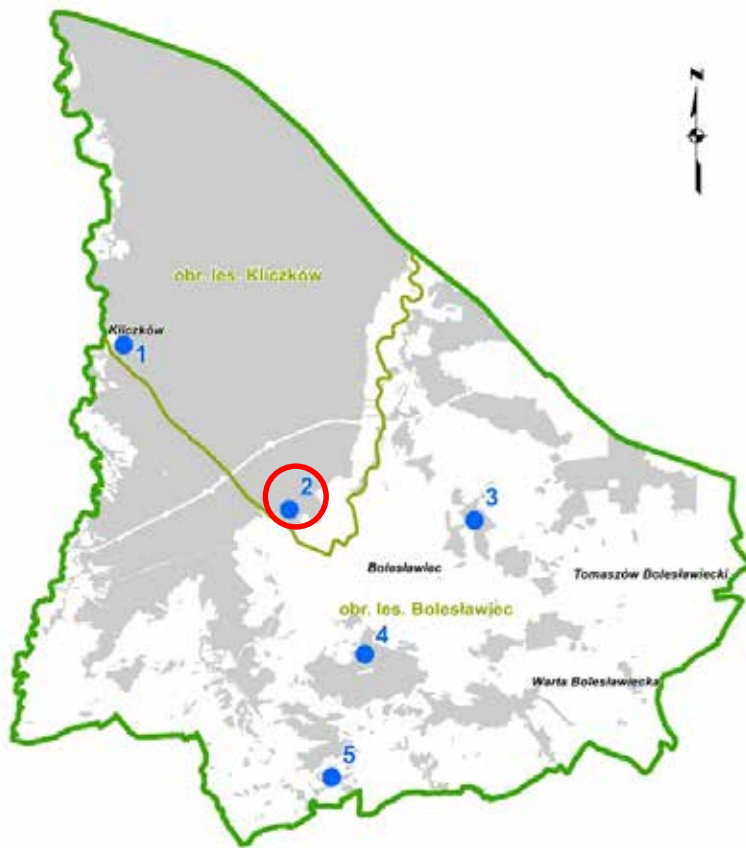 N
obr. les. Kliczków
Kliczków
1
2
3
Bolesławiec
Tomaszów Bolesławiecki
obr. les. Bolesławiec
4
Warta Bolesławiecka
5